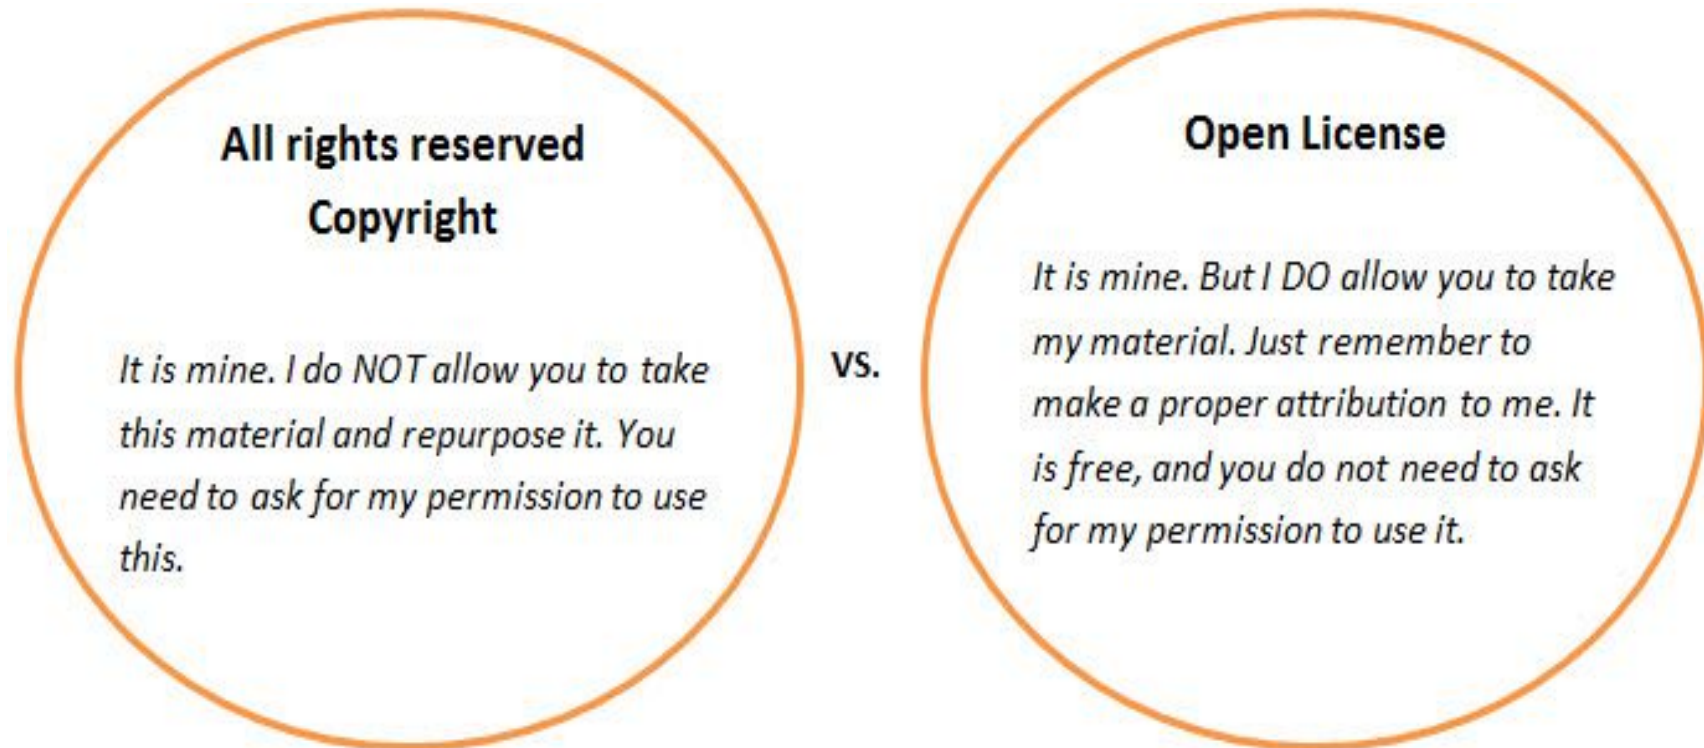 All rights reserved
Copyright
It is mine. I do NOT allow you to take
this material and repurpose it. You
need to ask for my permission to use
this.
vs.
Open License
It is mine. But I DO allow you to take
my material. Just remember to
make a proper attribution to me. It
is free, and you do not need to ask
for my permission to use it.